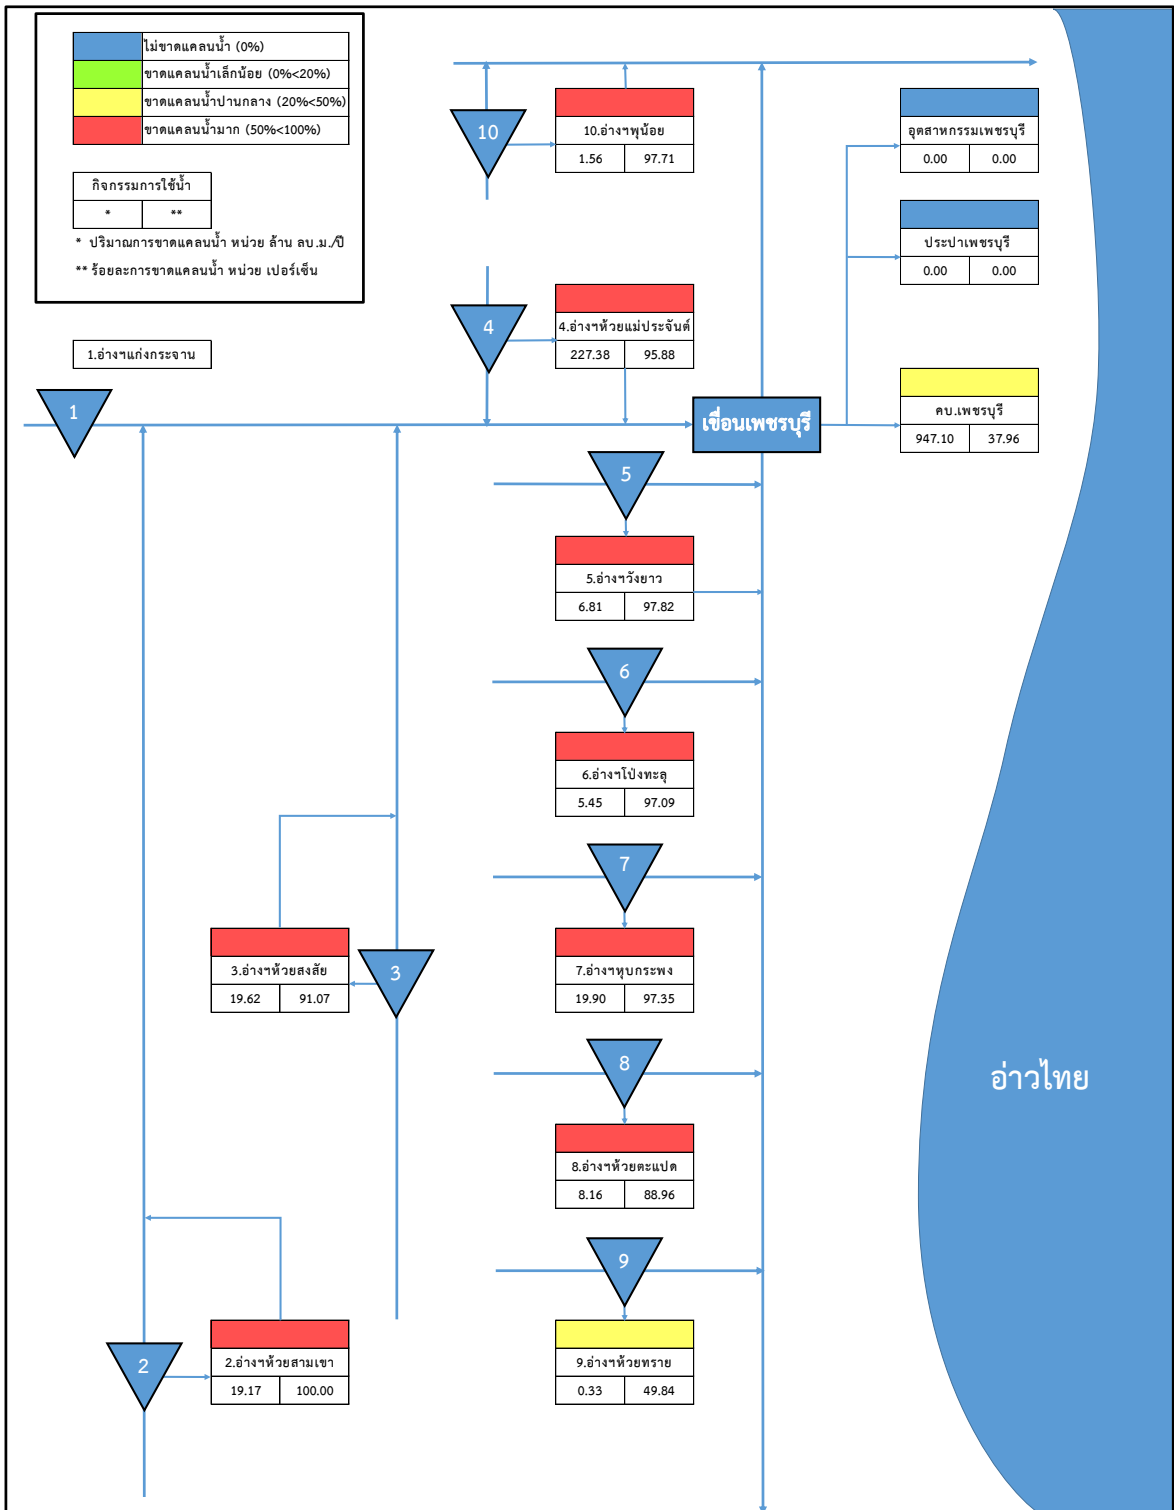 ไม่ขาดแคลนน้ำ (0%)
ขาดแคลนน้ำเล็กน้อย (0%<20%)
ขาดแคลนน้ำปานกลาง (20%<50%)
ขาดแคลนน้ำมาก (50%<100%)
กิจกรรมการใช้น้ำ
* **
* ปริมาณการขาดแคลนน้ำ หน่วย ล้าน ลบ.ม./ปี
** ร้อยละการขาดแคลนน้ำ หน่วย เปอร์เซ็น
10
10.อ่างฯพุน้อย
1.56 97.71
อุตสาหกรรมเพชรบุรี
0.00 0.00
ประปาเพชรบุรี
0.00 0.00
4
4.อ่างฯห้วยแม่ประจันต์
227.38 95.88
1.อ่างฯแก่งกระจาน
1
เขื่อนเพชรบุรี
คบ.เพชรบุรี
947.10 37.96
5
5.อ่างฯวังยาว
6.81 97.82
6
6.อ่างฯโป่งทะลุ
5.45 97.09
7
7.อ่างฯหุบกระพง
19.90 97.35
3.อ่างฯห้วยสงสัย
19.62 91.07
3
8
8.อ่างฯห้วยตะแปด
8.16 88.96
อ่าวไทย
9
9.อ่างฯห้วยทราย
0.33 49.84
2
2.อ่างฯห้วยสามเขา
19.17 100.00